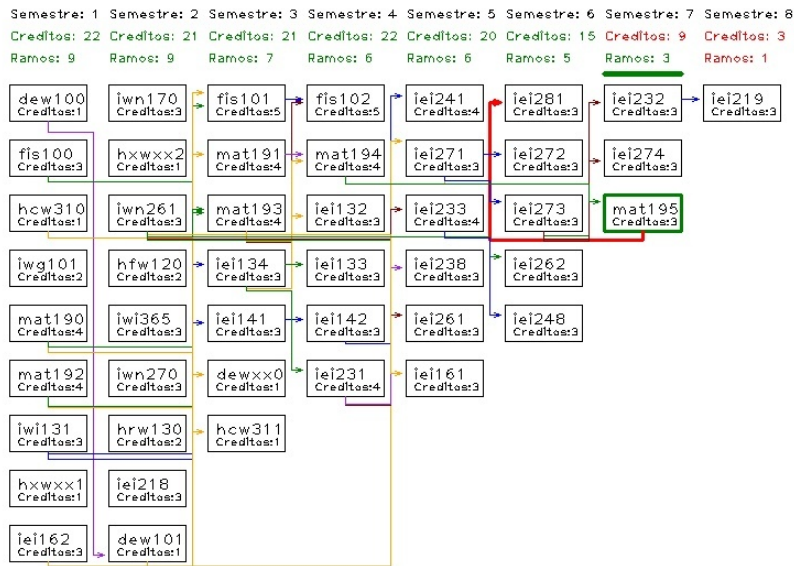 Semestre: 1 Semestre: 2 Semestre: 3 Semestre: 4 Semestre: 5 Semestre: 6 Semestre: 7 Semestre: 8
Creditos: 22 Creditos: 21 Creditos: 21 Creditos: 22 Creditos: 20 Creditos: 15 Creditos: 9 Creditos: 3
Ramos: 9 Ramos: 9 Ramos: 7 Ramos: 6 Ramos: 6 Ramos: 5 Ramos: 3 Ramos: 1
dew100 iwn170 fis101 fis102 iei241 iei281 iei232 iei219
Creditos:1 Creditos:3 Creditos:5 Creditos:5 Creditos:4 Creditos:3 Creditos:3 Creditos:3
fis100 hxwxx2 mat191 mat194 iei271 iei272 iei274
Creditos:3 Creditos:1 Creditos:4 Creditos:4 Creditos:3 Creditos:3 Creditos:3
hcw310 iwn261 mat193 iei132 iei233 iei273 mat195
Creditos:1 Creditos:3 Creditos:4 Creditos:3 Creditos:4 Creditos:3 Creditos:3
iwg101 hfw120 iei134 iei133 iei238 iei262
Creditos:2 Creditos:2 Creditos:3 Creditos:3 Creditos:3 Creditos:3
mat190 iwi365 iei141 iei142 iei261 iei248
Creditos:4 Creditos:3 Creditos:3 Creditos:3 Creditos:3 Creditos:3
mat192 iwn270 dewxx0 iei231 iei161
Creditos:4 Creditos:3 Creditos:1 Creditos:4 Creditos:3
iwi131 hrw130 hcw311
Creditos:3 Creditos:2 Creditos:1
hxwxx1 iei218
Creditos:1 Creditos:3
iei162 dew101
Creditos:3 Creditos:1